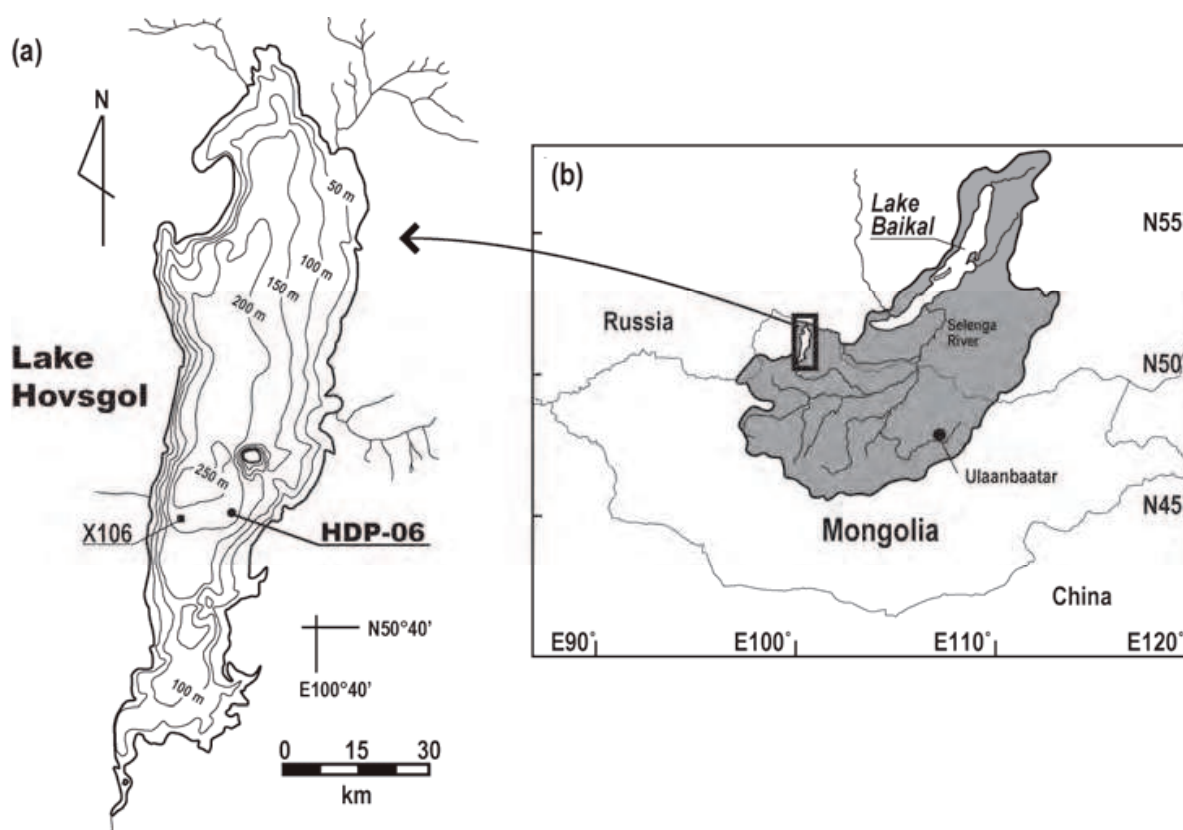 (a)
N
50 m
100 m
150 m
200 m
Lake
Hovsgol
250 m
X106
HDP-06
N50°40'
E100°40'
100 m
0 15 30
km
(b)
Lake
Baikal
N55
Russia
Selenga
River
N50
Ulaanbaatar
N45
Mongolia
China
E90° E100° E110° E120°